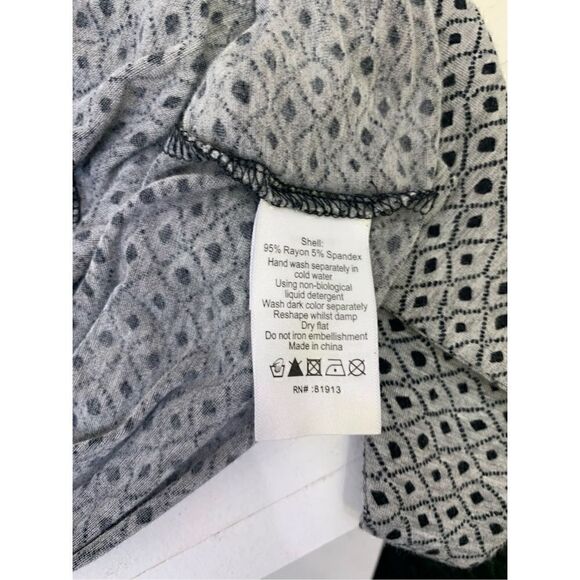 Shell:
95% Rayon 5% Spandex
Hand wash separately in
cold water
Using non-biological
liquid detergent
Wash dark color separately
Reshape whilst damp
Dry flat
Do not iron embellishment
Made in china
RN# :81913